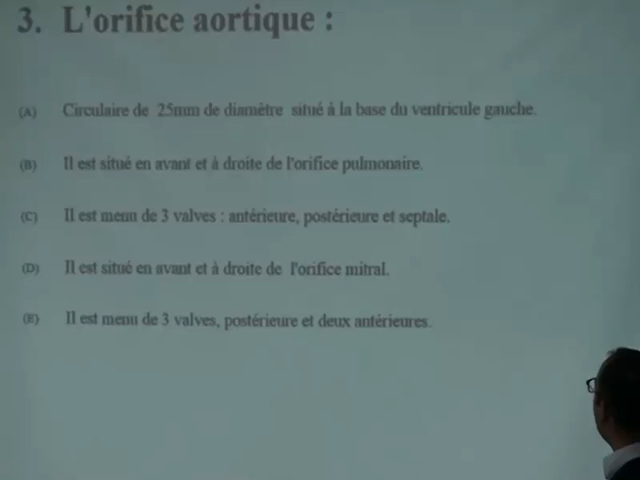 3. L'orifice aortique :
(A) Circulaire de 25mm de diamètre situé à la base du ventricule gauche.
(B) Il est situé en avant et à droite de l'orifice pulmonaire.
(C) Il est menu de 3 valves : antérieure, postérieure et septale.
(D) Il est situé en avant et à droite de l'orifice mitral.
(E) Il est menu de 3 valves, postérieure et deux antérieures.